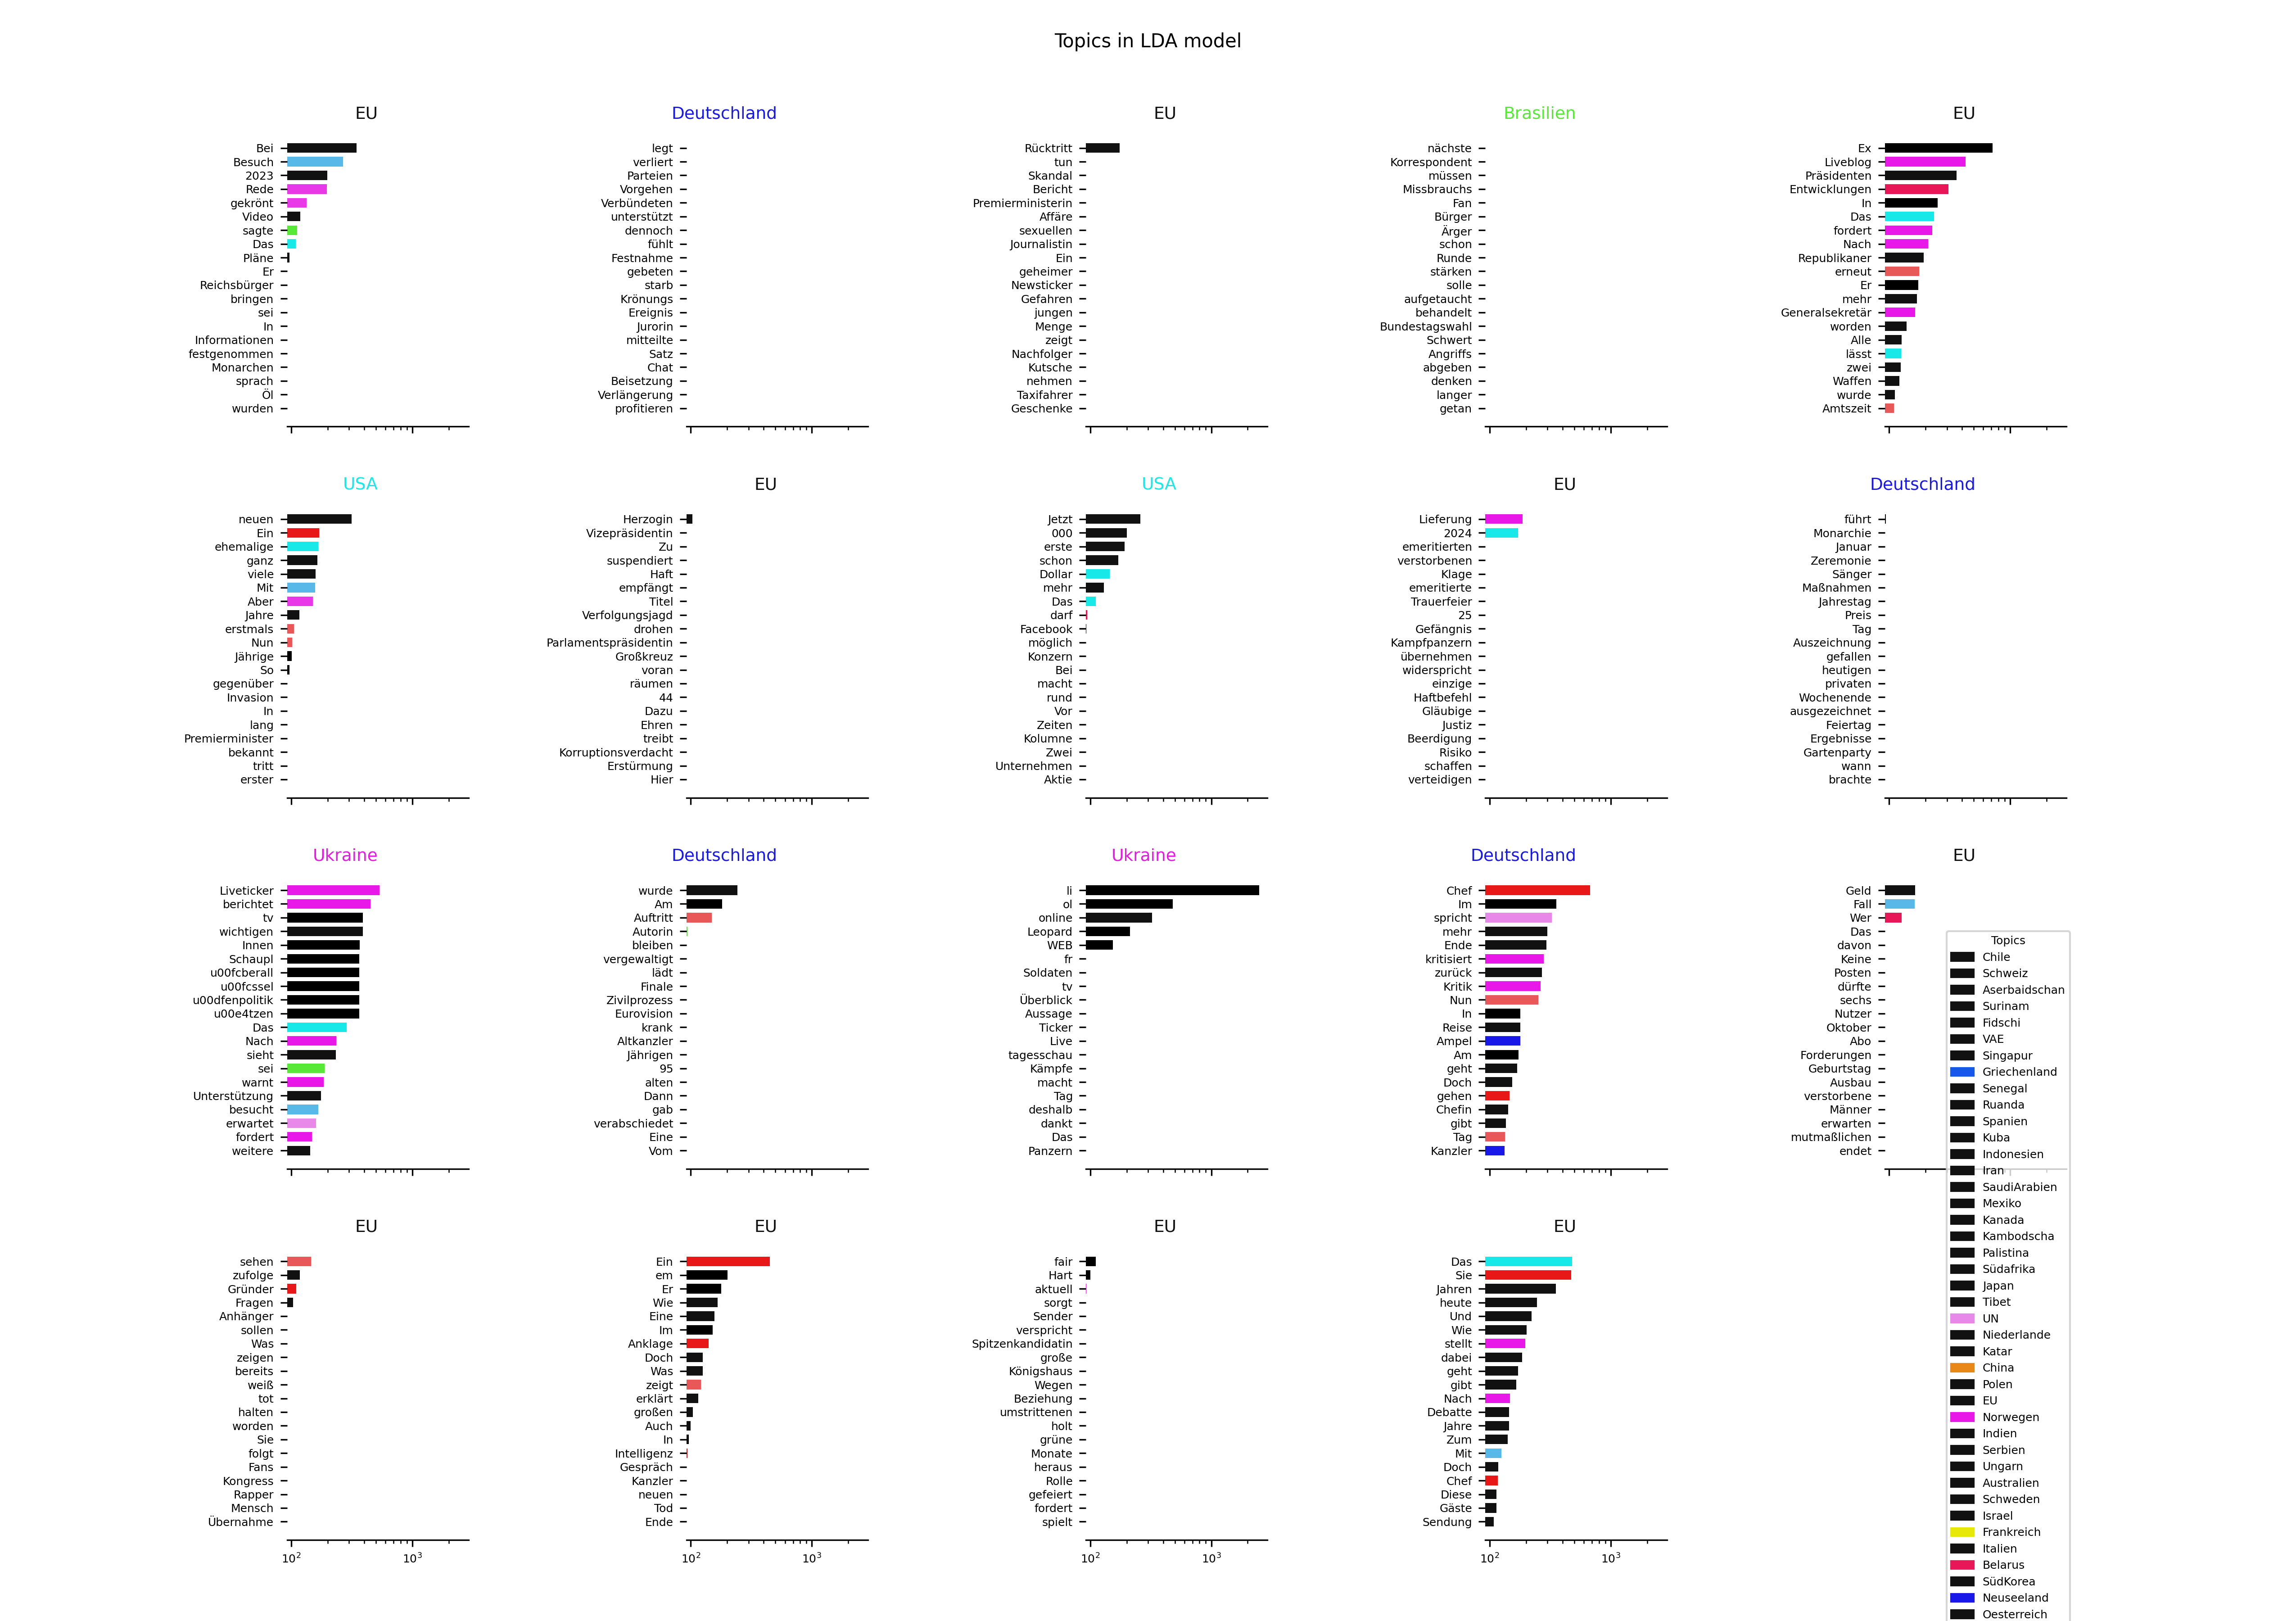 Topics in LDA model
EU
Bei
Besuch
2023
Rede
gekrönt
Video
sagte
Das
Pläne
Er
Reichsbürger
bringen
sei
In
Informationen
festgenommen
Monarchen
sprach
Öl
wurden
Deutschland
legt
verliert
Parteien
Vorgehen
Verbündeten
unterstützt
dennoch
fühlt
Festnahme
gebeten
starb
Krönungs
Ereignis
Jurorin
mitteilte
Satz
Chat
Beisetzung
Verlängerung
profitieren
EU
Rücktritt
tun
Skandal
Bericht
Premierministerin
Affäre
sexuellen
Journalistin
Ein
geheimer
Newsticker
Gefahren
jungen
Menge
zeigt
Nachfolger
Kutsche
nehmen
Taxifahrer
Geschenke
Brasilien
nächste
Korrespondent
müssen
Missbrauchs
Fan
Bürger
Ärger
schon
Runde
stärken
solle
aufgetaucht
behandelt
Bundestagswahl
Schwert
Angriffs
abgeben
denken
langer
getan
EU
Ex
Liveblog
Präsidenten
Entwicklungen
In
Das
fordert
Nach
Republikaner
erneut
Er
mehr
Generalsekretär
worden
Alle
lässt
zwei
Waffen
wurde
Amtszeit
USA
neuen
Ein
ehemalige
ganz
viele
Mit
Aber
Jahre
erstmals
Nun
Jährige
So
gegenüber
Invasion
In
lang
Premierminister
bekannt
tritt
erster
EU
Herzogin
Vizepräsidentin
Zu
suspendiert
Haft
empfängt
Titel
Verfolgungsjagd
drohen
Parlamentspräsidentin
Großkreuz
voran
räumen
44
Dazu
Ehren
treibt
Korruptionsverdacht
Erstürmung
Hier
USA
Jetzt
000
erste
schon
Dollar
mehr
Das
darf
Facebook
möglich
Konzern
Bei
macht
rund
Vor
Zeiten
Kolumne
Zwei
Unternehmen
Aktie
EU
Lieferung
2024
emeritierten
verstorbenen
Klage
emeritierte
Trauerfeier
25
Gefängnis
Kampfpanzern
übernehmen
widerspricht
einzige
Haftbefehl
Gläubige
Justiz
Beerdigung
Risiko
schaffen
verteidigen
Deutschland
führt
Monarchie
Januar
Zeremonie
Sänger
Maßnahmen
Jahrestag
Preis
Tag
Auszeichnung
gefallen
heutigen
privaten
Wochenende
ausgezeichnet
Feiertag
Ergebnisse
Gartenparty
wann
brachte
Ukraine
Liveticker
berichtet
tv
wichtigen
Innen
Schaupl
u00fcberall
u00fcssel
u00dfenpolitik
u00e4tzen
Das
Nach
sieht
sei
warnt
Unterstützung
besucht
erwartet
fordert
weitere
Deutschland
wurde
Am
Auftritt
Autorin
bleiben
vergewaltigt
lädt
Finale
Zivilprozess
Eurovision
krank
Altkanzler
Jährigen
95
alten
Dann
gab
verabschiedet
Eine
Vom
Ukraine
li
ol
online
Leopard
WEB
fr
Soldaten
tv
Überblick
Aussage
Ticker
Live
tagesschau
Kämpfe
macht
Tag
deshalb
dankt
Das
Panzern
Deutschland
Chef
Im
spricht
mehr
Ende
kritisiert
zurück
Kritik
Nun
In
Reise
Ampel
Am
geht
Doch
gehen
Chefin
gibt
Tag
Kanzler
EU
Geld
Fall
Wer
Das
davon
Keine
Posten
dürfte
sechs
Nutzer
Oktober
Abo
Forderungen
Geburtstag
Ausbau
verstorbene
Männer
erwarten
mutmaßlichen
endet
EU
sehen
zufolge
Gründer
Fragen
Anhänger
sollen
Was
zeigen
bereits
weiß
tot
halten
worden
Sie
folgt
Fans
Kongress
Rapper
Mensch
Übernahme
10² 10³
EU
Ein
em
Er
Wie
Eine
Im
Anklage
Doch
Was
zeigt
erklärt
großen
Auch
In
Intelligenz
Gespräch
Kanzler
neuen
Tod
Ende
10² 10³
EU
fair
Hart
aktuell
sorgt
Sender
verspricht
Spitzenkandidatin
große
Königshaus
Wegen
Beziehung
umstrittenen
holt
grüne
Monate
heraus
Rolle
gefeiert
fordert
spielt
10² 10³
EU
Das
Sie
Jahren
heute
Und
Wie
stellt
dabei
geht
gibt
Nach
Debatte
Jahre
Zum
Mit
Doch
Chef
Diese
Gäste
Sendung
10² 10³
Topics
Chile
Schweiz
Aserbaidschan
Surinam
Fidschi
VAE
Singapur
Griechenland
Senegal
Ruanda
Spanien
Kuba
Indonesien
Iran
SaudiArabien
Mexiko
Kanada
Kambodscha
Palistina
Südafrika
Japan
Tibet
UN
Niederlande
Katar
China
Polen
EU
Norwegen
Indien
Serbien
Ungarn
Australien
Schweden
Israel
Frankreich
Italien
Belarus
SüdKorea
Neuseeland
Oesterreich